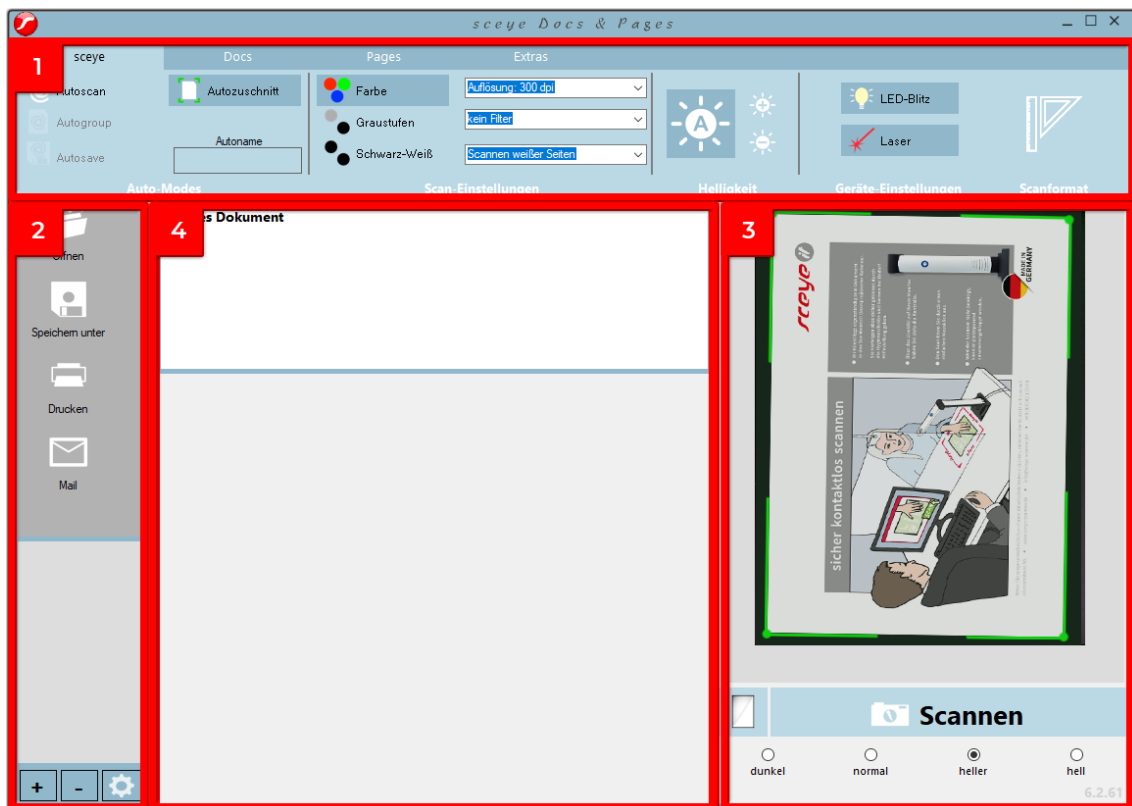 sceye Docs & Pages
1
sceye
Docs
Pages
Extras
Autoscan
Autogroup
Autosave
Autozuschnitt
Autoname
Auto-Modes
Farbe
Graustufen
Schwarz-Weiß
Auflösung: 300 dpi
kein Filter
Scannen weißer Seiten
Scan-Einstellungen
A
Helligkeit
LED-Blitz
Laser
Geräte-Einstellungen
Scanformat
2
Öffnen
Speichern unter
Drucken
Mail
+
-
4
es Dokument
3
sceye it
MADE IN
GERMANY
sicher kontaktlos scannen
Scannen
dunkel
normal
heller
hell
6.2.61